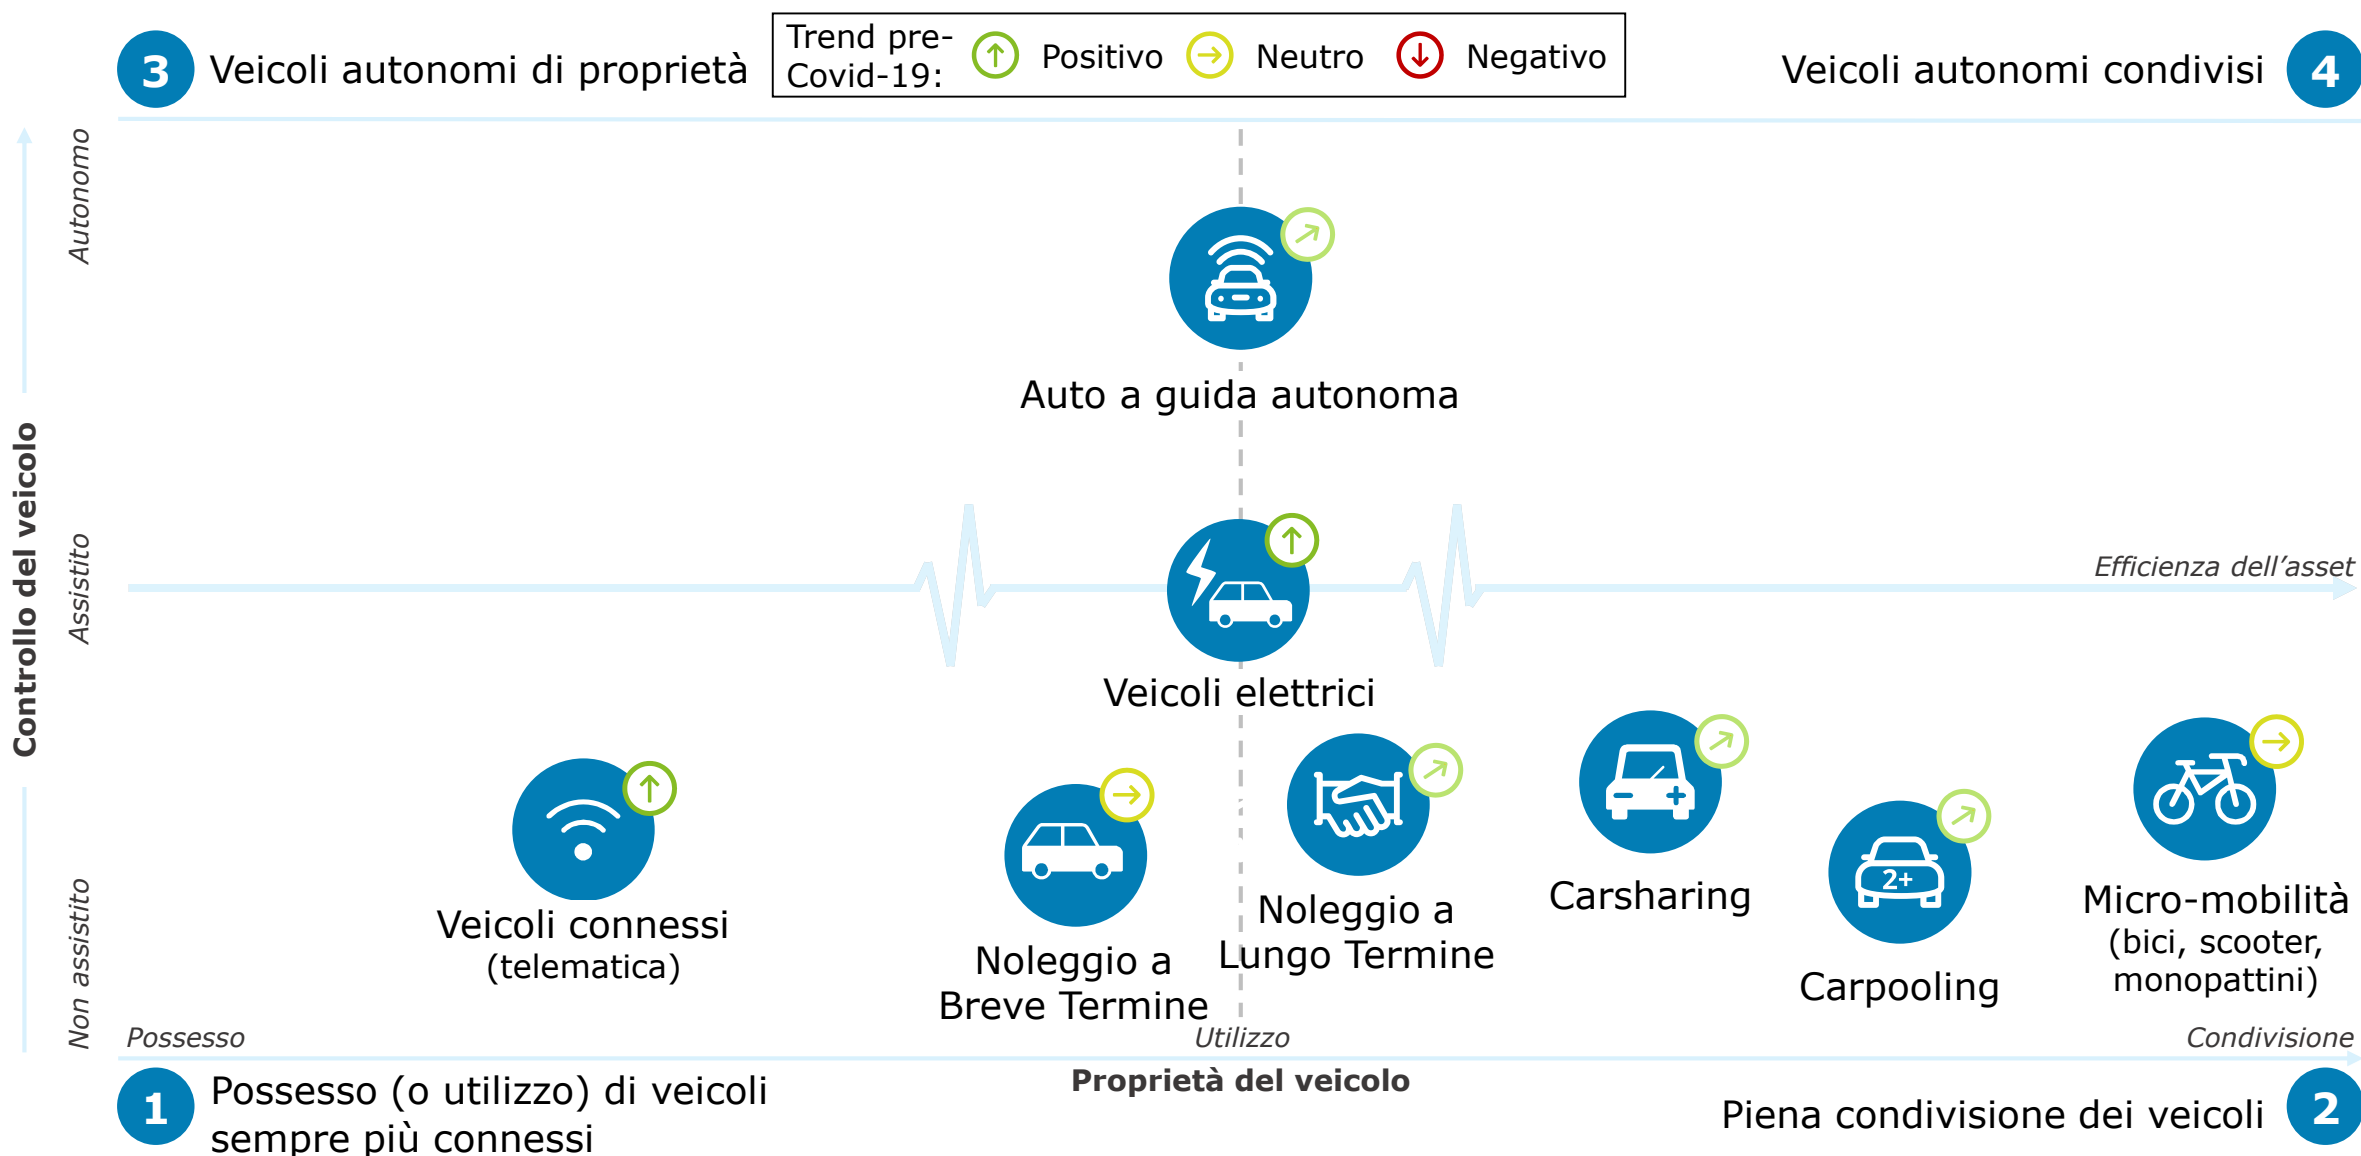 3
Veicoli autonomi di proprietà
Trend pre-
Covid-19:
Positivo
Neutro
Negativo
Veicoli autonomi condivisi
4
Autonomo
Assistito
Non assistito
Controllo del veicolo
Auto a guida autonoma
Efficienza dell’asset
Veicoli elettrici
Veicoli connessi
(telematica)
Noleggio a
Breve Termine
Noleggio a
Lungo Termine
Carsharing
2+
Carpooling
Micro-mobilità
(bici, scooter,
monopattini)
Possesso
Utilizzo
Condivisione
Proprietà del veicolo
1
Possesso (o utilizzo) di veicoli
sempre più connessi
Piena condivisione dei veicoli
2